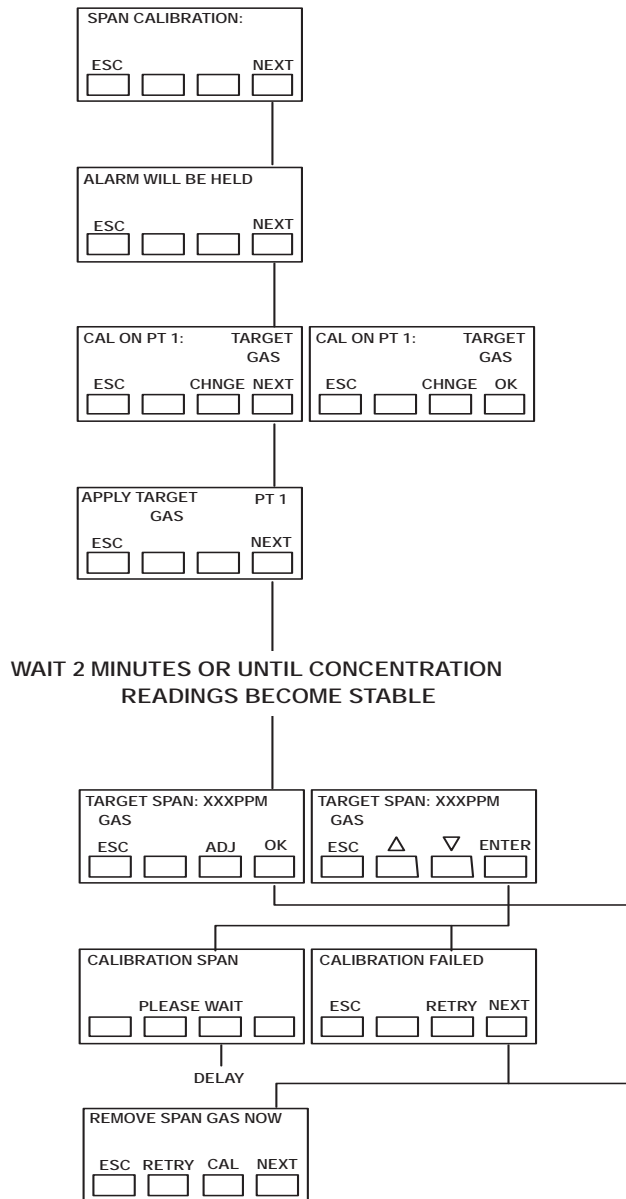 SPAN CALIBRATION:
ESC NEXT
ALARM WILL BE HELD
ESC NEXT
CAL ON PT 1: TARGET
GAS
ESC CHNGE NEXT
CAL ON PT 1: TARGET
GAS
ESC CHNGE OK
APPLY TARGET PT 1
GAS
ESC NEXT
WAIT 2 MINUTES OR UNTIL CONCENTRATION
READINGS BECOME STABLE
TARGET SPAN: XXXPPM
GAS
ESC ADJ OK
TARGET SPAN: XXXPPM
GAS
ESC △ ▽ ENTER
CALIBRATION SPAN
PLEASE WAIT
DELAY
CALIBRATION FAILED
ESC RETRY NEXT
REMOVE SPAN GAS NOW
ESC RETRY CAL NEXT